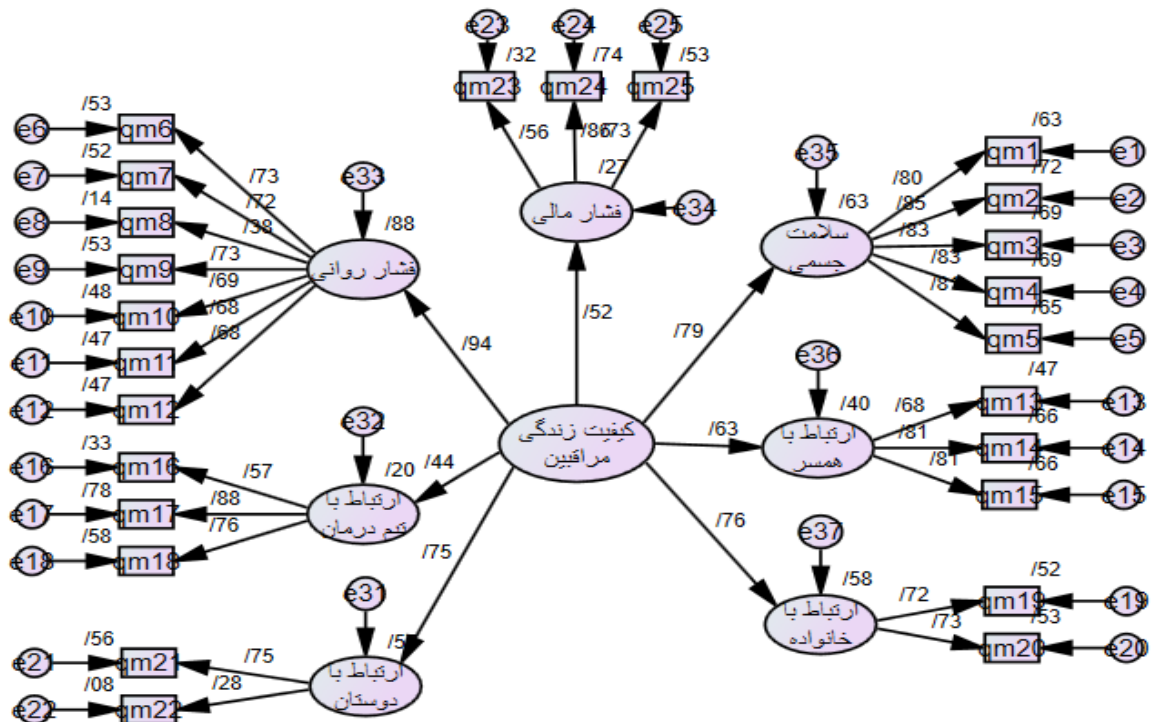 e23 e24 e25
/32 /74 /53
qm23 qm24 qm25
/56 /86 /73
/27
فشار مالی
e34
/52
e6 /53 qm6
e7 /52 qm7
e8 /14 qm8
e9 /53 qm9
e10 /48 qm10
e11 /47 qm11
e12 /47 qm12
/73
/72
/38
/73
/69
/68
/68
e33
/88
فشار روانی
/94
e35
/63
سلامت
جسمی
/79
/80
/85
/83
/83
/63
qm1 e1
/72
qm2 e2
/69
qm3 e3
/69
qm4 e4
/65
qm5 e5
کیفیت زندگی
مراقبین
e36
/40
ارتباط با
همسر
/63
/68
/81
/81
/47
qm13 e13
/66
qm14 e14
/66
qm15 e15
e32
/20
ارتباط با
تیم درمان
/44
/57
/88
/76
e16 /33 qm16
e17 /78 qm17
e18 /58 qm18
e37
/58
ارتباط با
خانواده
/76
/72
/73
/52
qm19 e19
/53
qm20 e20
e31
ارتباط با
دوستان
/75
/75
/28
e21 /56 qm21
e22 /08 qm22